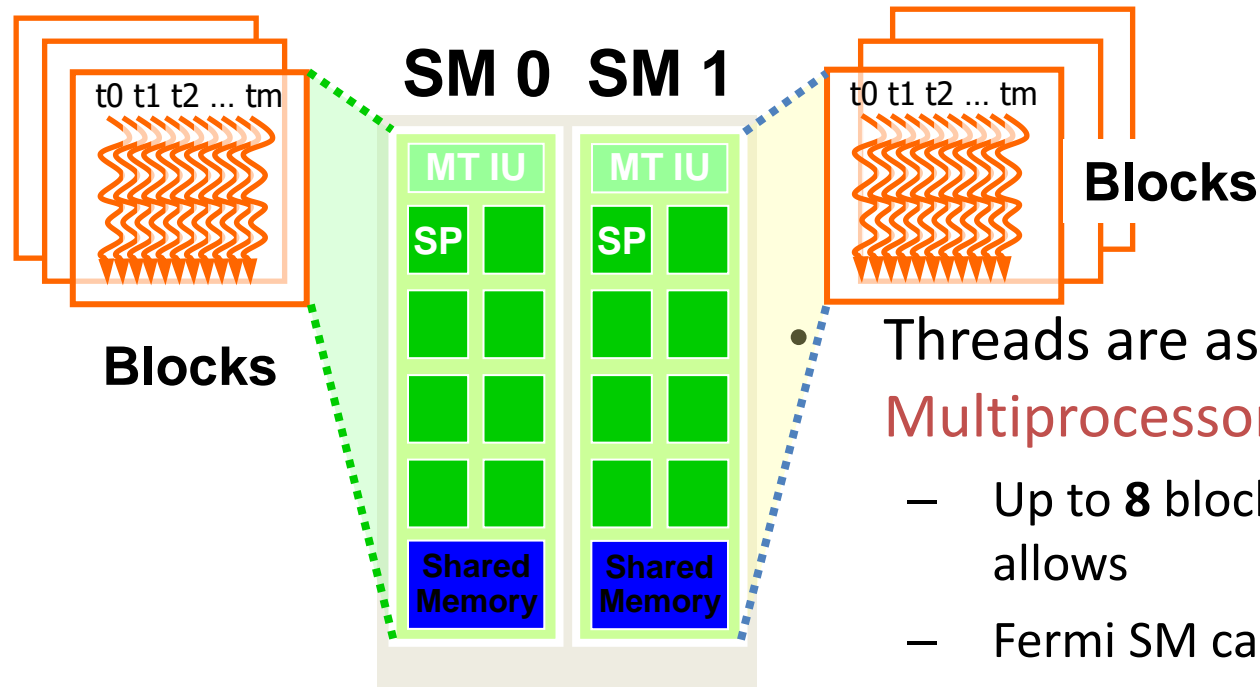 SM 0 SM 1
t0 t1 t2 … tm
Blocks
MT IU
SP
Shared
Memory
MT IU
SP
Shared
Memory
t0 t1 t2 … tm
Blocks
• Threads are as
Multiprocessor
– Up to 8 block
allows
– Fermi SM ca